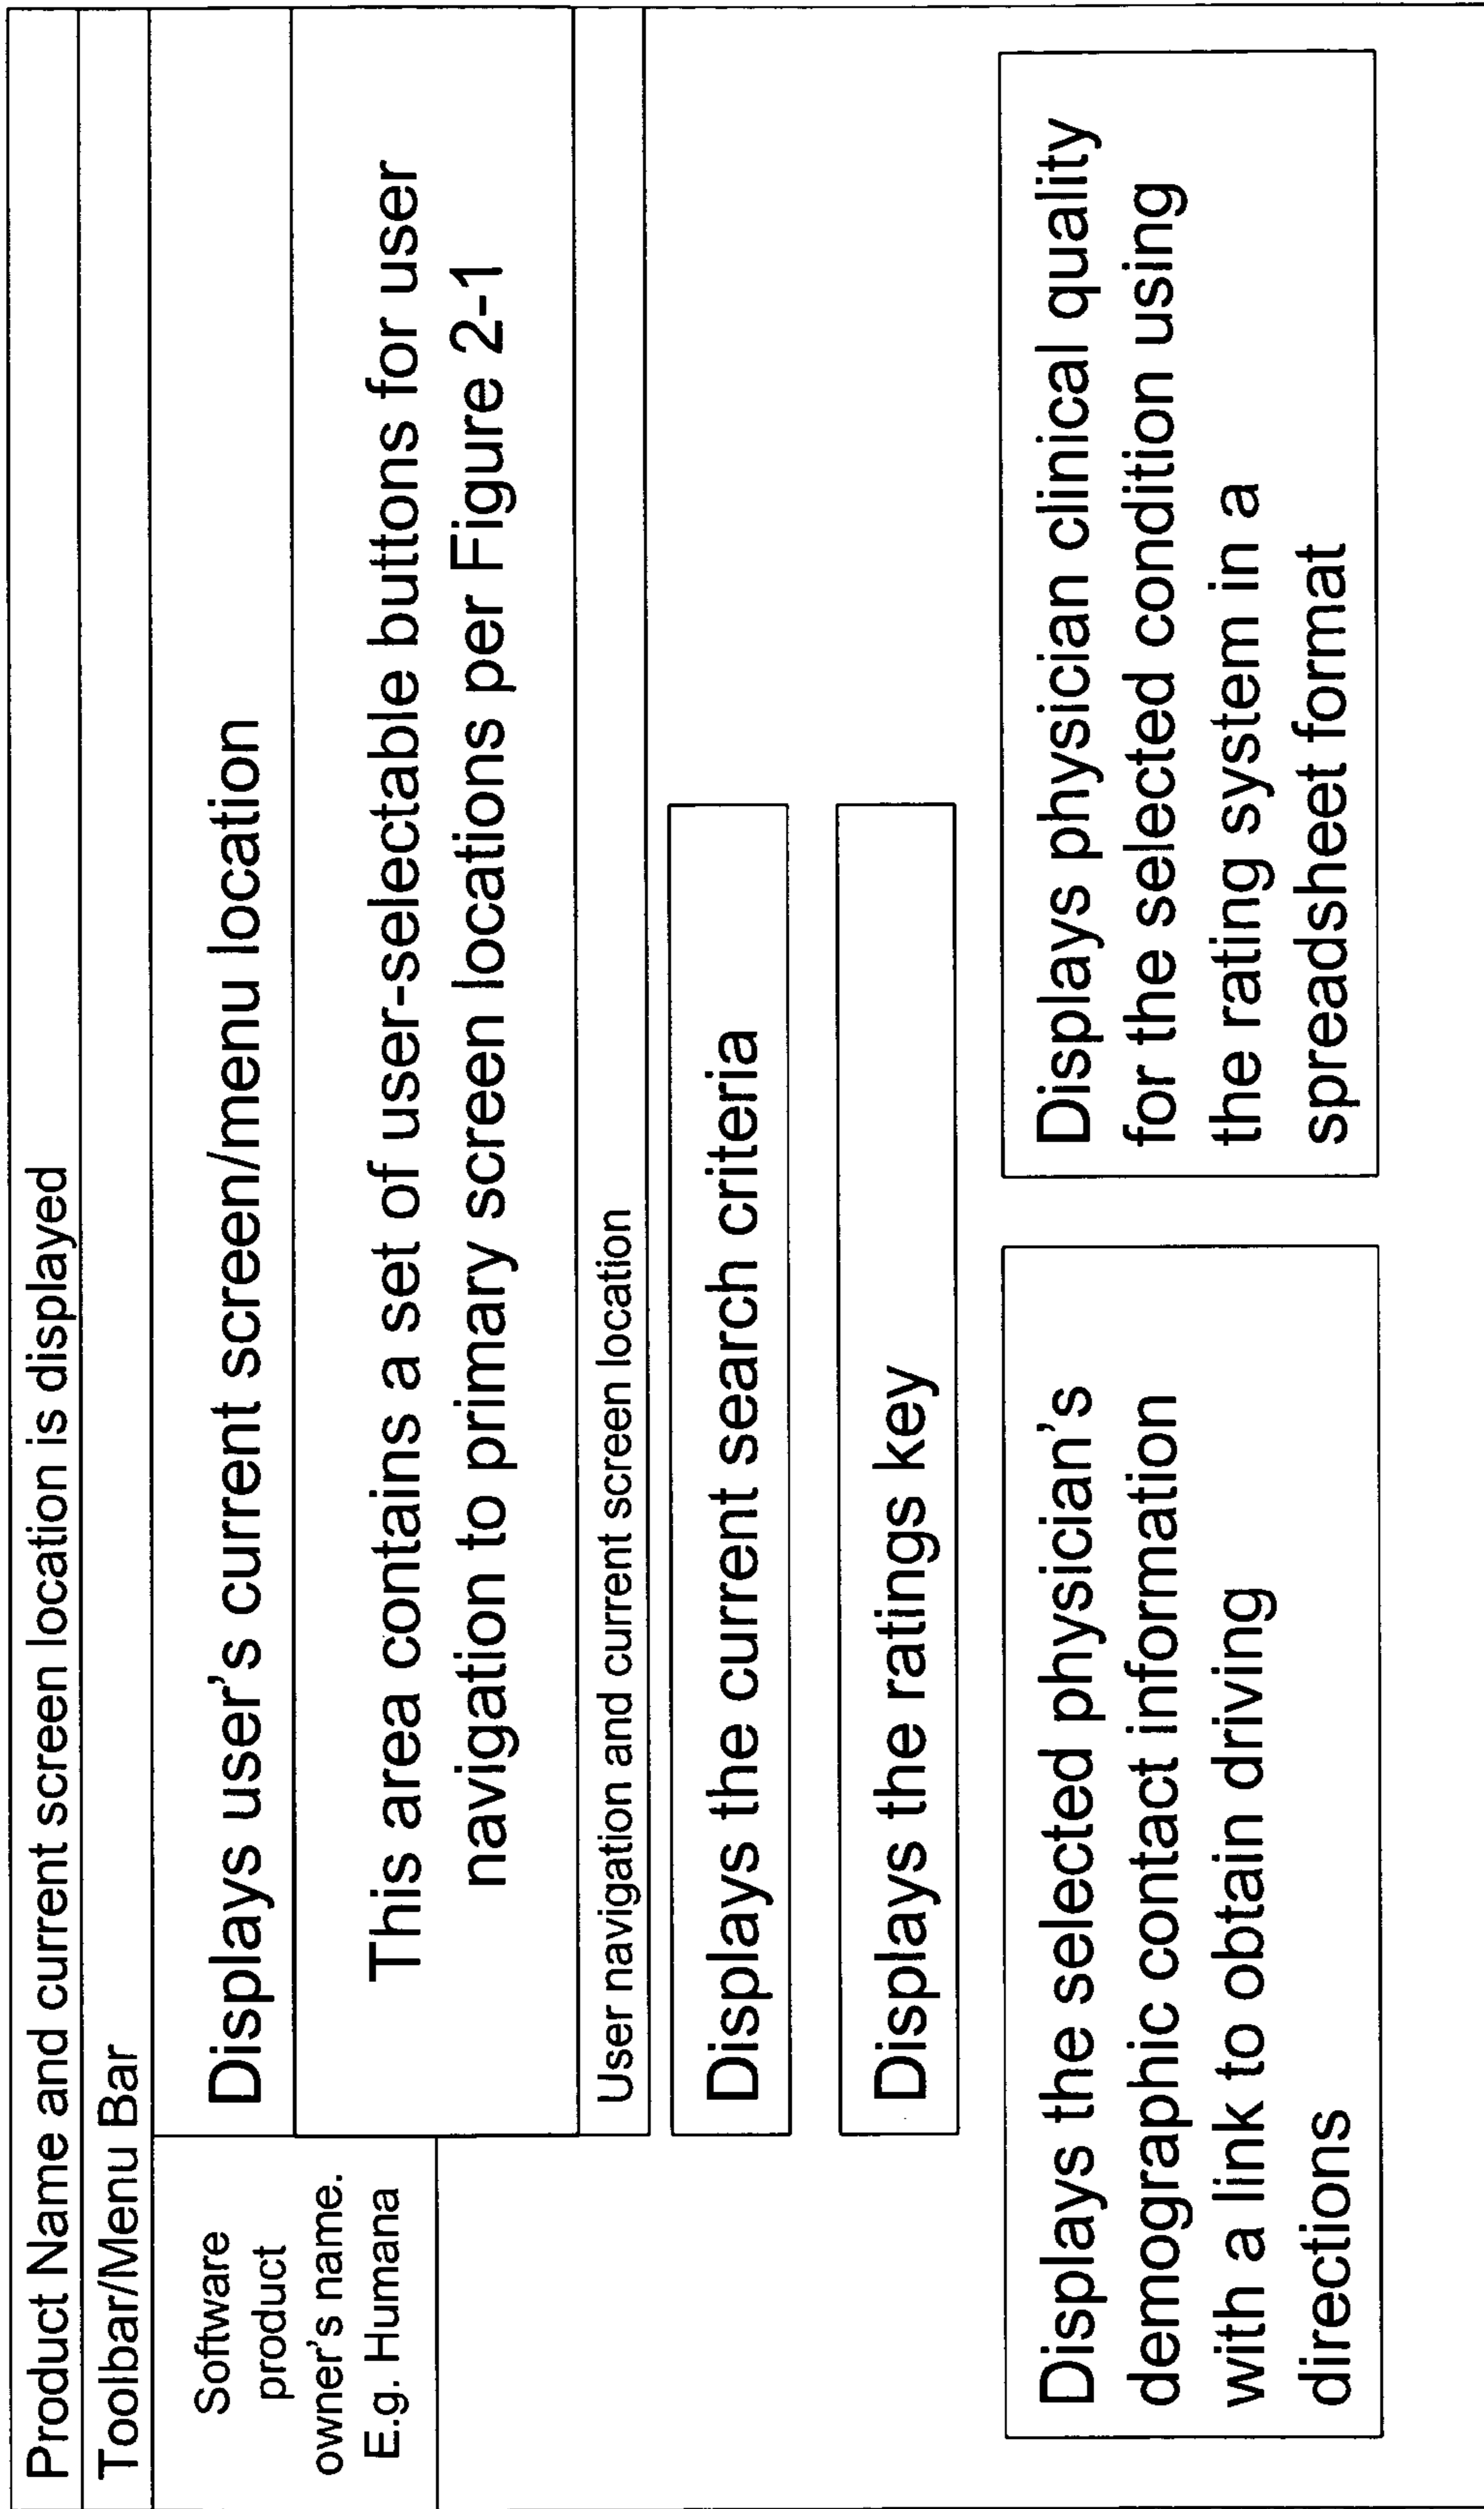 Product Name and current screen location is displayed
Toolbar/Menu Bar
Software
product
owner's name.
E.g. Humana
Displays user's current screen/menu location
This area contains a set of user-selectable buttons for user
navigation to primary screen locations per Figure 2-1
User navigation and current screen location
Displays the current search criteria
Displays the ratings key
Displays the selected physician's
demographic contact information
with a link to obtain driving
directions
Displays physician clinical quality
for the selected condition using
the rating system in a
spreadsheet format